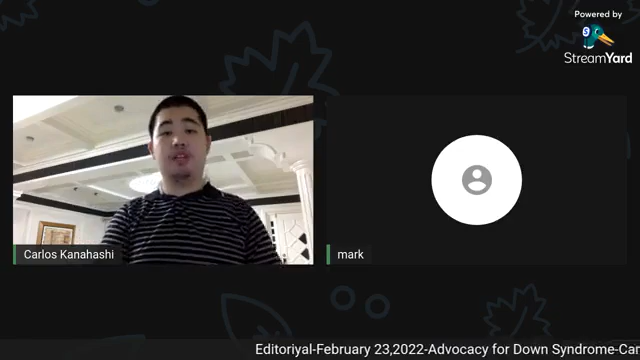 Powered by
StreamYard
Carlos Kanahashi
mark
Editoriyal-February 23,2022-Advocacy for Down Syndrome-Car